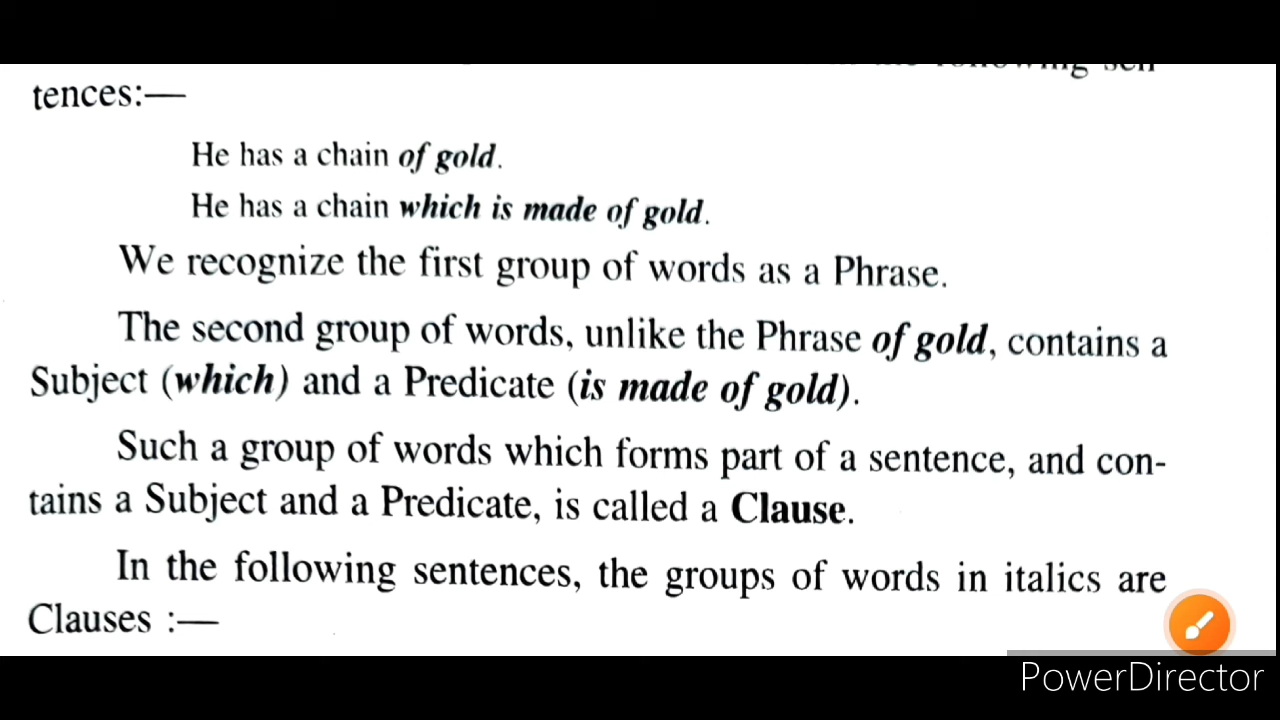 tences:—
He has a chain of gold.
He has a chain which is made of gold.
We recognize the first group of words as a Phrase.
The second group of words, unlike the Phrase of gold, contains a
Subject (which) and a Predicate (is made of gold).
Such a group of words which forms part of a sentence, and con-
tains a Subject and a Predicate, is called a Clause.
In the following sentences, the groups of words in italics are
Clauses :—
PowerDirector